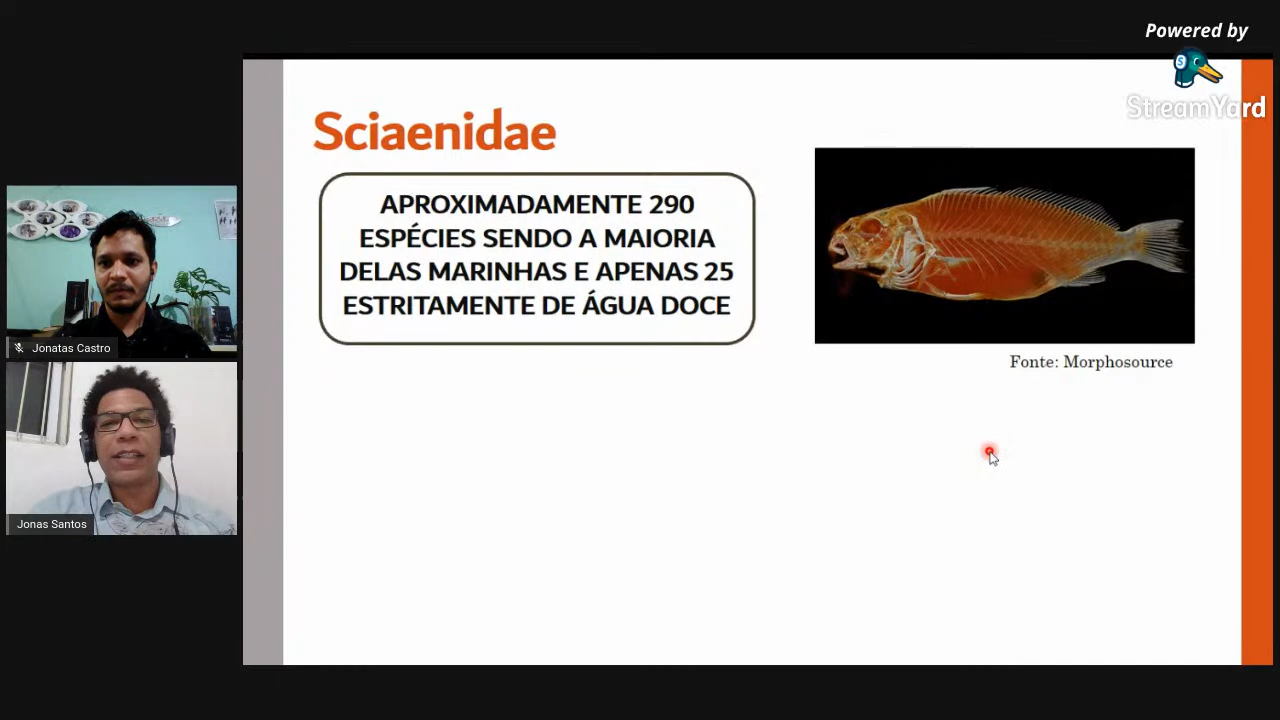 Powered by
StreamYard
Sciaenidae
APROXIMADAMENTE 290
ESPÉCIES SENDO A MAIORIA
DELAS MARINHAS E APENAS 25
ESTRITAMENTE DE ÁGUA DOCE
Fonte: Morphosource
Jonatas Castro
Jonas Santos